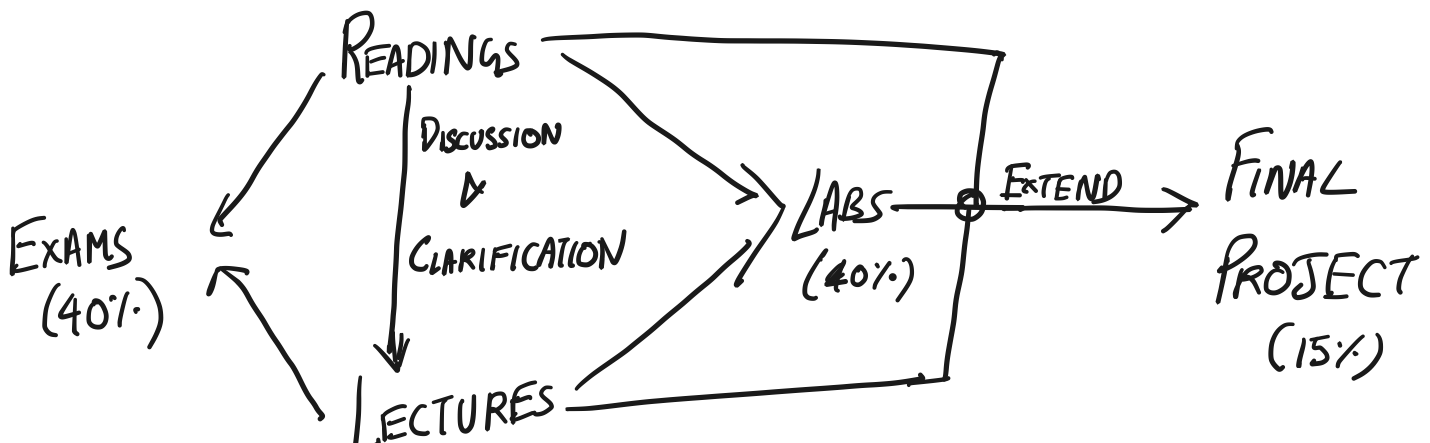 READINGS
DISCUSSION
&
CLARIFICATION
EXAMS
(40%)
LABS
(40%)
EXTEND
FINAL
PROJECT
(15%)
LECTURES